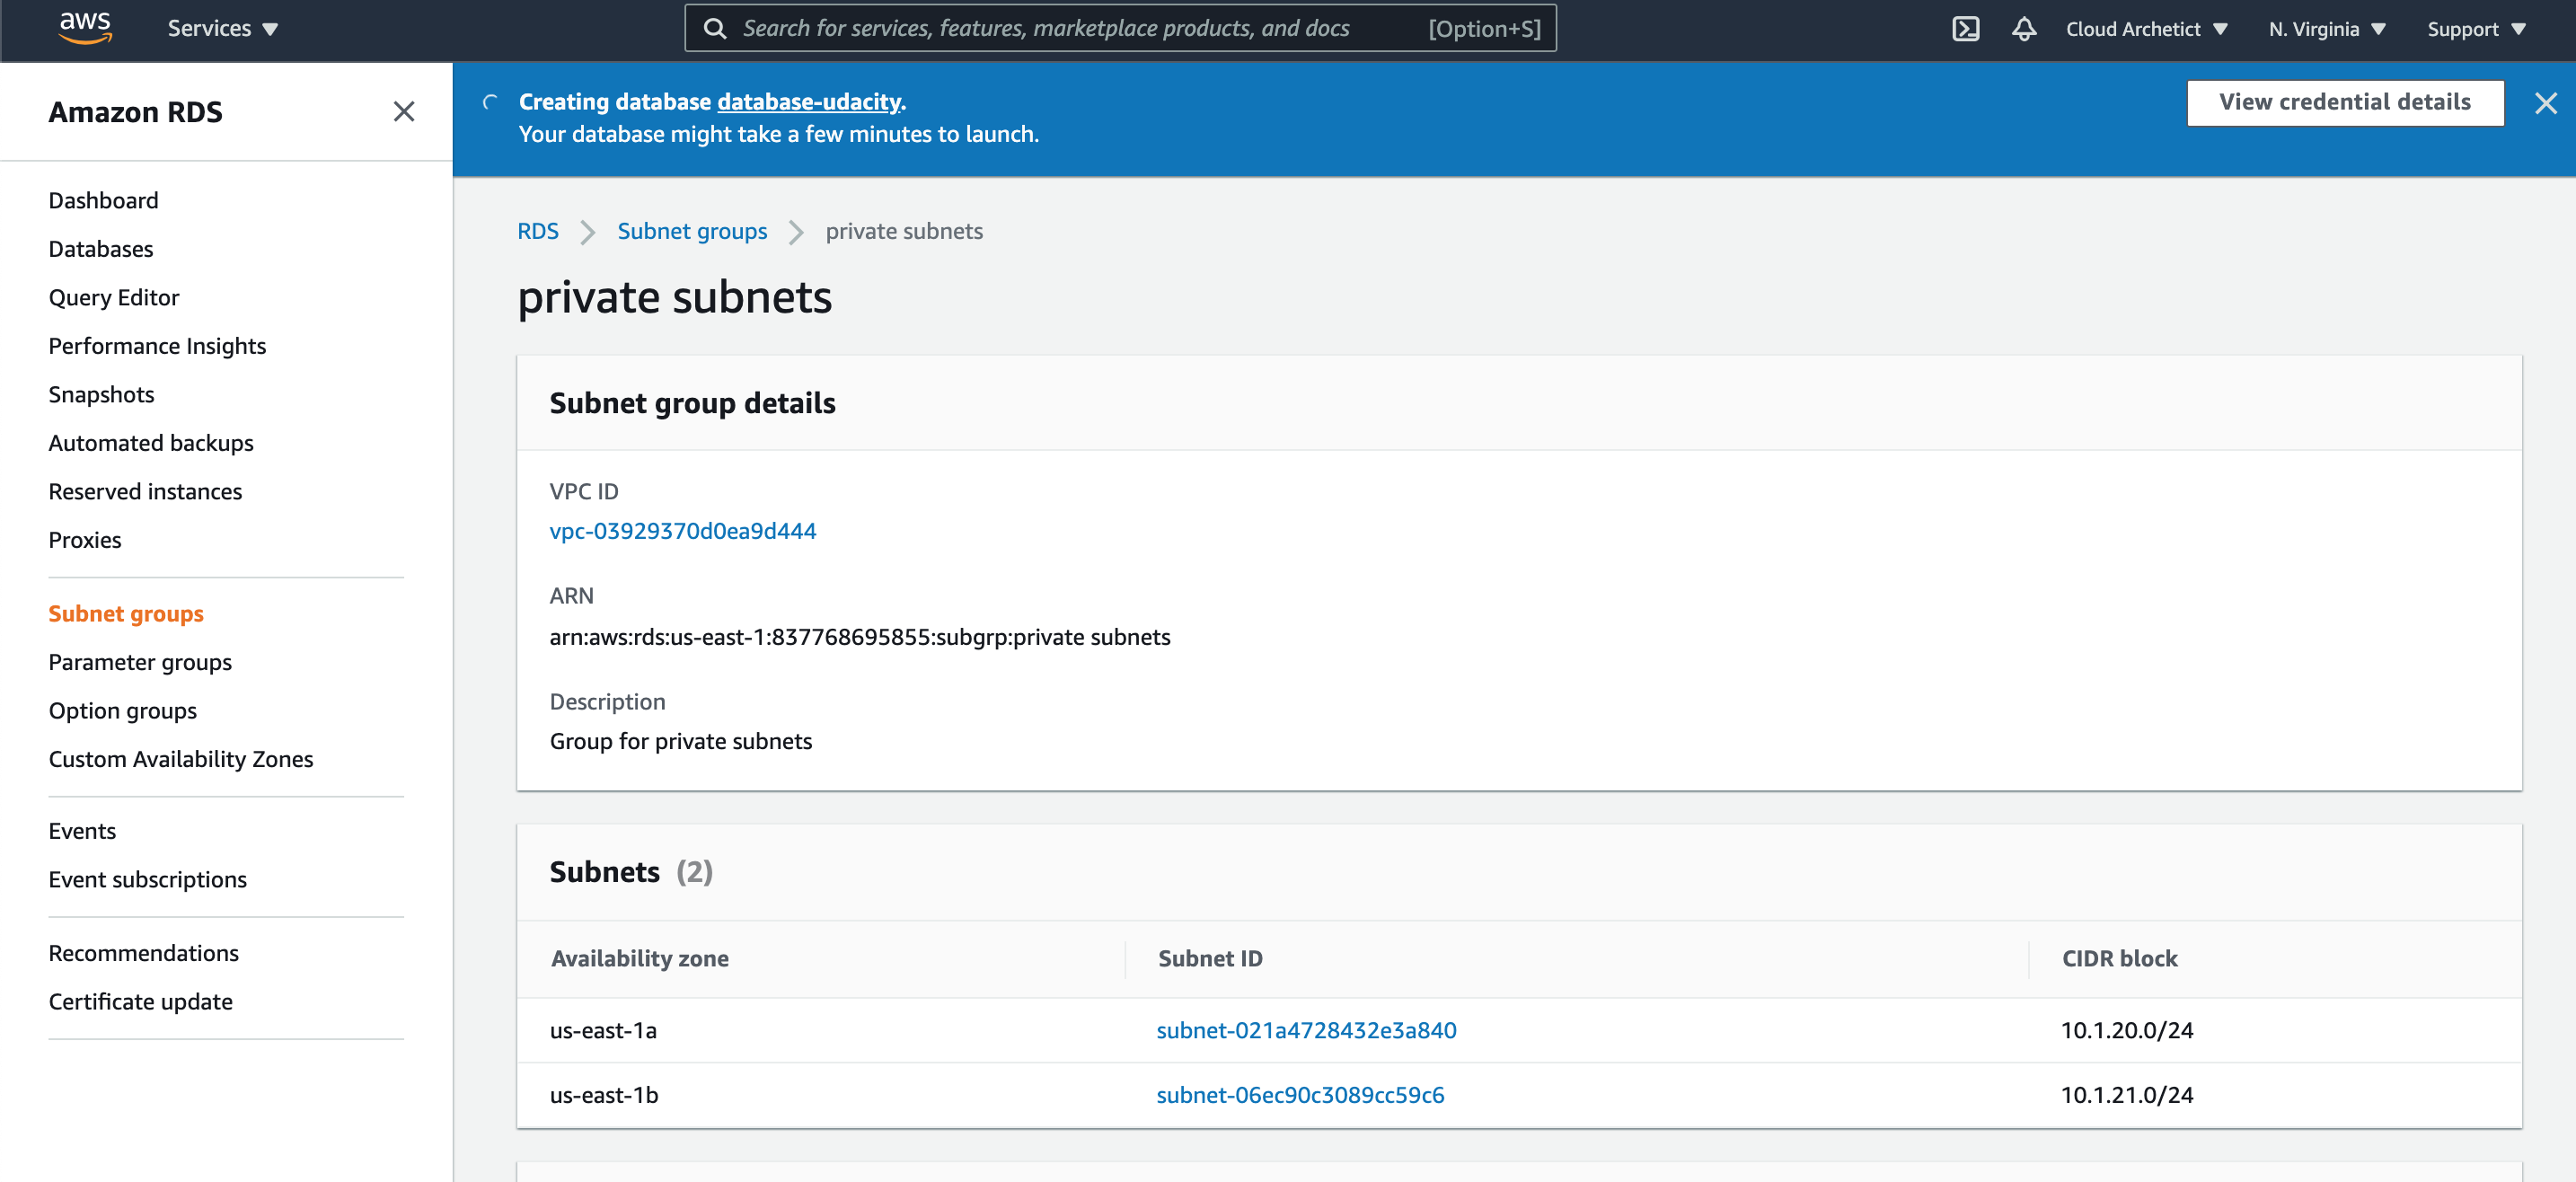 aws
Services
Search for services, features, marketplace products, and docs [Option+S]
Cloud Archetict
N. Virginia
Support
Amazon RDS
Dashboard
Databases
Query Editor
Performance Insights
Snapshots
Automated backups
Reserved instances
Proxies
Subnet groups
Parameter groups
Option groups
Custom Availability Zones
Events
Event subscriptions
Recommendations
Certificate update
Creating database database-udacity.
Your database might take a few minutes to launch.
View credential details
RDS
Subnet groups
private subnets
private subnets
Subnet group details
VPC ID
vpc-03929370d0ea9d444
ARN
arn:aws:rds:us-east-1:837768695855:subgrp:private subnets
Description
Group for private subnets
Subnets (2)
Availability zone Subnet ID CIDR block
us-east-1a subnet-021a4728432e3a840 10.1.20.0/24
us-east-1b subnet-06ec90c3089cc59c6 10.1.21.0/24